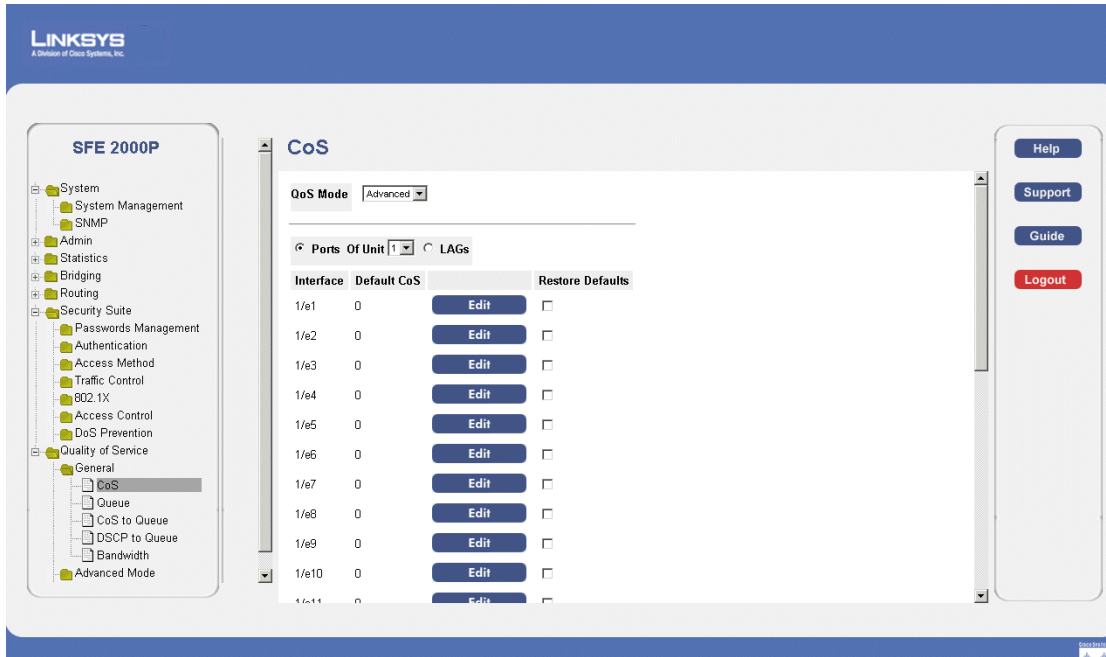 LINKSYS
A Division of Cisco Systems, Inc.
SFE 2000P
System
System Management
SNMP
Admin
Statistics
Bridging
Routing
Security Suite
Passwords Management
Authentication
Access Method
Traffic Control
802.1X
Access Control
DoS Prevention
Quality of Service
General
CoS
Queue
CoS to Queue
DSCP to Queue
Bandwidth
Advanced Mode
CoS
QoS Mode Advanced
Ports Of Unit 1 LAGs
Interface Default CoS Restore Defaults
1/e1 0 Edit
1/e2 0 Edit
1/e3 0 Edit
1/e4 0 Edit
1/e5 0 Edit
1/e6 0 Edit
1/e7 0 Edit
1/e8 0 Edit
1/e9 0 Edit
1/e10 0 Edit
1/e11 0 Edit
Help
Support
Guide
Logout